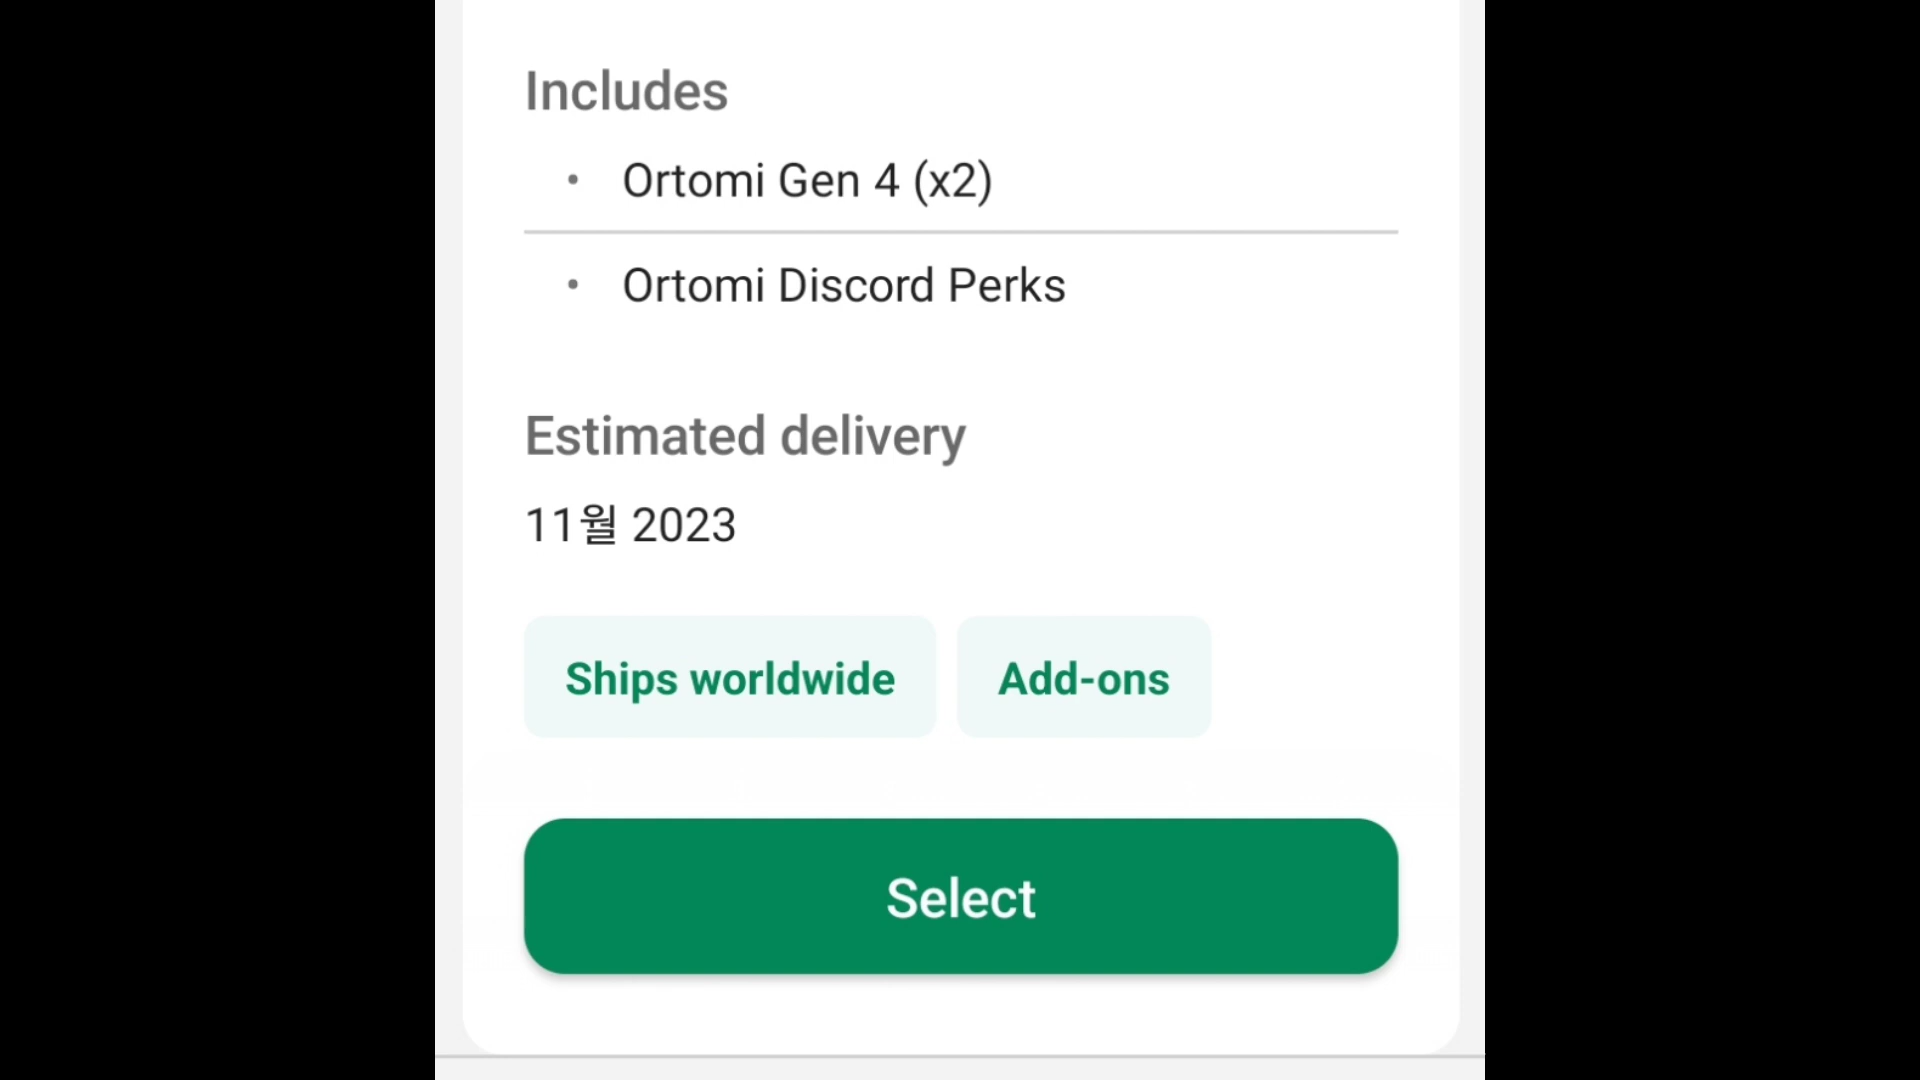 Includes
• Ortomi Gen 4 (x2)
• Ortomi Discord Perks
Estimated delivery
11월 2023
Ships worldwide
Add-ons
Select